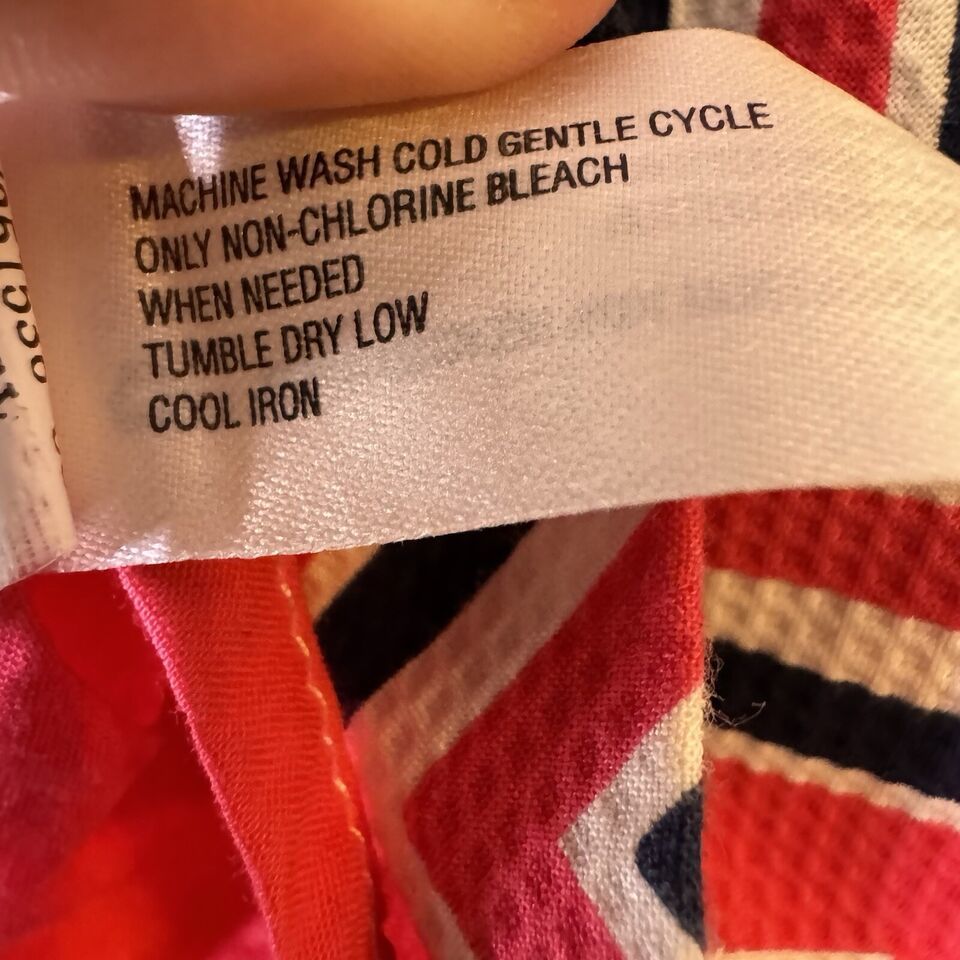 MACHINE WASH COLD GENTLE CYCLE
ONLY NON-CHLORINE BLEACH
WHEN NEEDED
TUMBLE DRY LOW
COOL IRON